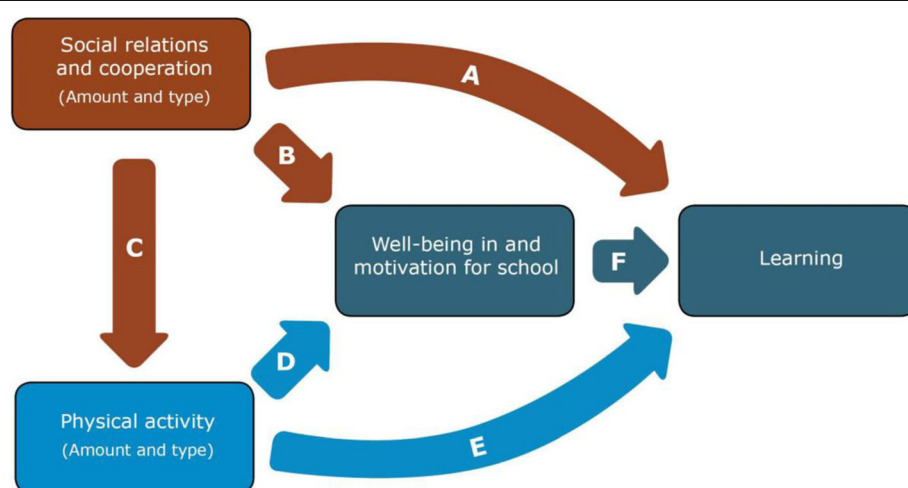 Social relations
and cooperation
(Amount and type)
A
B
C
Well-being in and
motivation for school
F
Learning
D
Physical activity
(Amount and type)
E